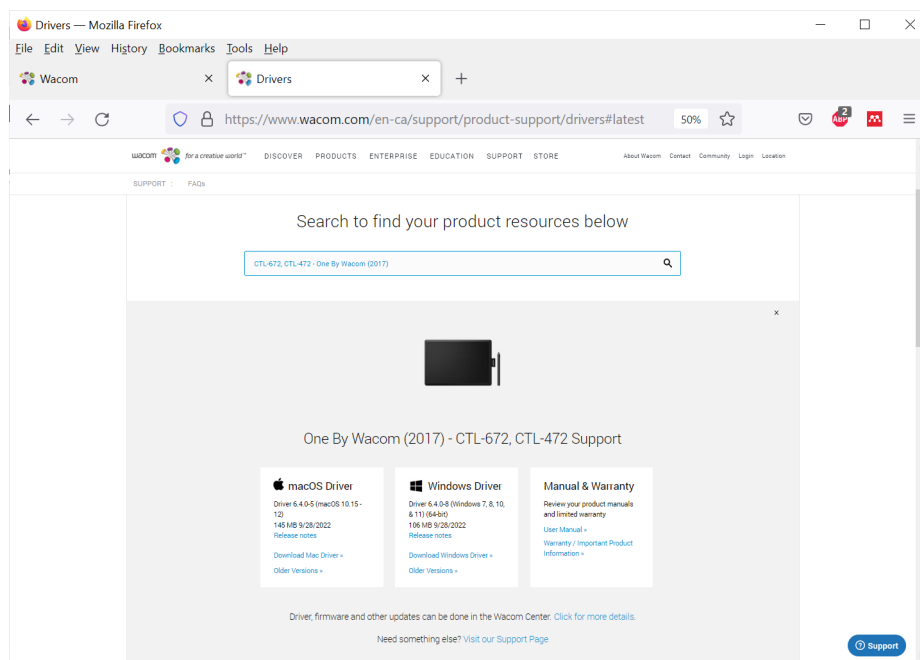 Drivers — Mozilla Firefox
File Edit View History Bookmarks Tools Help
Wacom
Drivers
https://www.wacom.com/en-ca/support/product-support/drivers#latest 50%
2
ABP
wacom for a creative world™ DISCOVER PRODUCTS ENTERPRISE EDUCATION SUPPORT STORE About Wacom Contact Community Login Location
SUPPORT : FAQs
Search to find your product resources below
CTL-672, CTL-472 - One By Wacom (2017)
x
One By Wacom (2017) - CTL-672, CTL-472 Support
macOS Driver
Driver 6.4.0-5 (macOS 10.15 -
12)
145 MB 9/28/2022
Release notes
Download Mac Driver »
Older Versions »
Windows Driver
Driver 6.4.0-8 (Windows 7, 8, 10,
& 11) (64-bit)
106 MB 9/28/2022
Release notes
Download Windows Driver »
Older Versions »
Manual & Warranty
Review your product manuals
and limited warranty
User Manual »
Warranty / Important Product
Information »
Driver, firmware and other updates can be done in the Wacom Center. Click for more details.
Need something else? Visit our Support Page
Support